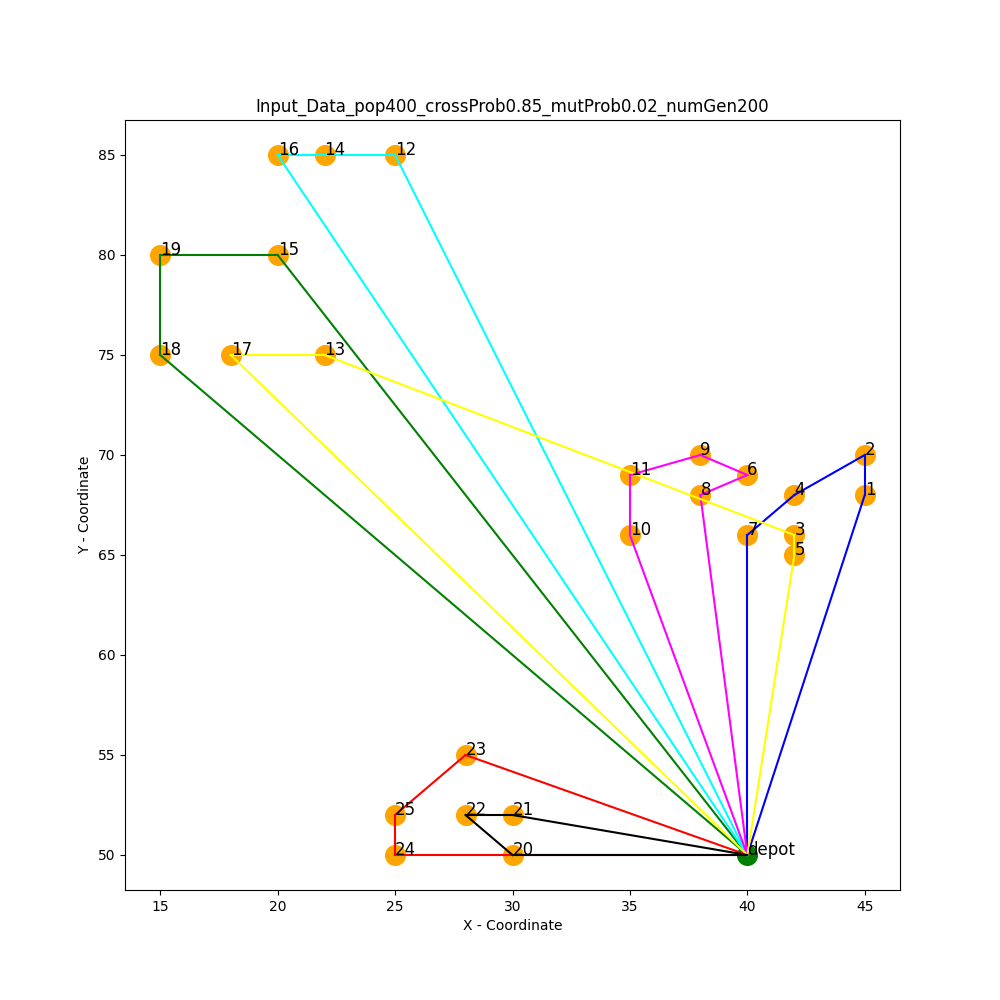 Input_Data_pop400_crossProb0.85_mutProb0.02_numGen200
85
16 14 12
80
19 15
75
18 17 13
70
9 2
11 6
8 4 1
10 7 3
65
5
60
55
23
25 22 21
50
24 20 depot
15 20 25 30 35 40 45
X - Coordinate
Y - Coordinate